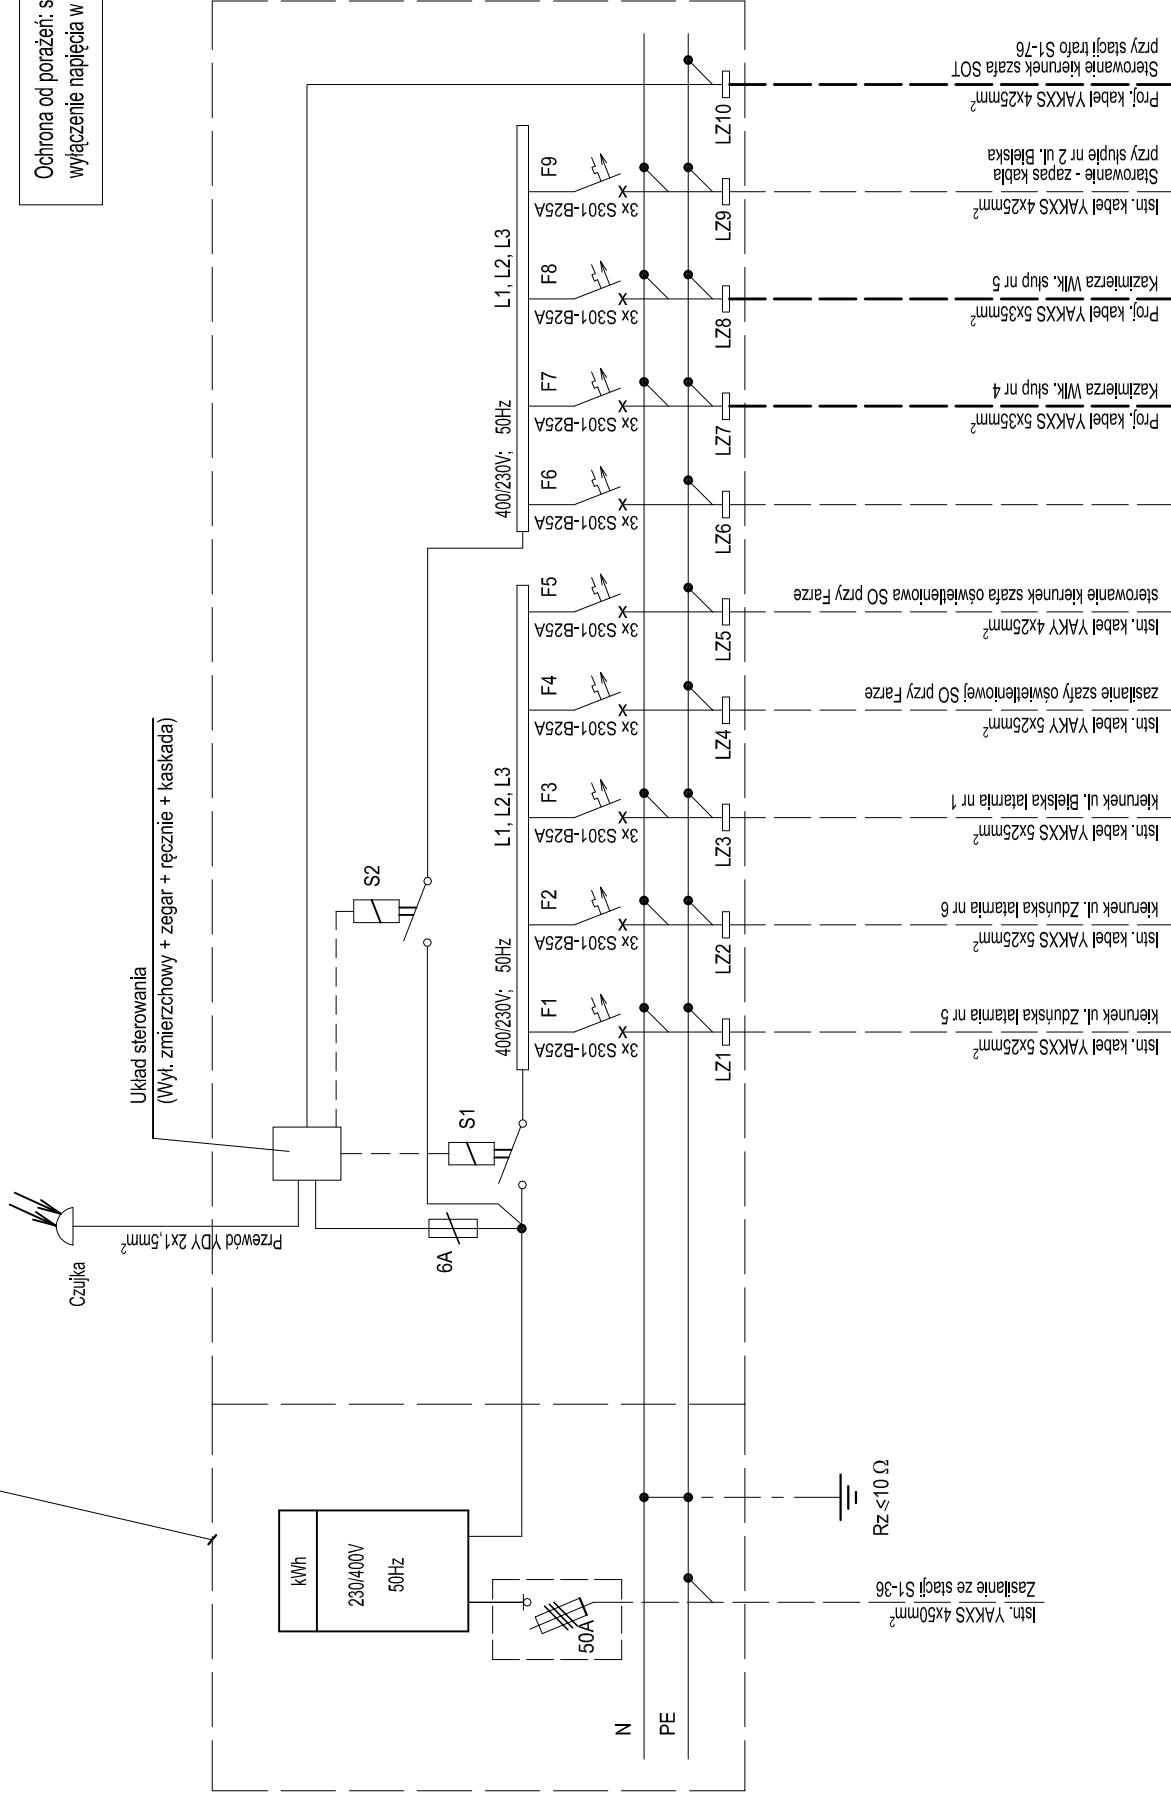 Ochrona od porażeń: s
wyłączenie napięcia w
Układ sterowania
(Wył. zmierzchowy + zegar + ręcznie + kaskada)
Czujka
Przewód YDY 2x1,5mm²
6A
S1
S2
kWh
230/400V
50Hz
50A
N
PE
Rz ≤10 Ω
Istn. YAKXS 4x50mm²
Zasilanie ze stacji S1-36
400/230V; 50Hz
L1, L2, L3
400/230V; 50Hz
L1, L2, L3
F1
3x S301-B25A
LZ1
Istn. kabel YAKXS 5x25mm²
kierunek ul. Zduńska latarnia nr 5
F2
3x S301-B25A
LZ2
Istn. kabel YAKXS 5x25mm²
kierunek ul. Zduńska latarnia nr 6
F3
3x S301-B25A
LZ3
Istn. kabel YAKXS 5x25mm²
kierunek ul. Bielska latarnia nr 1
F4
3x S301-B25A
LZ4
Istn. kabel YAKY 5x25mm²
zasilanie szafy oświetleniowej SO przy Farze
F5
3x S301-B25A
LZ5
Istn. kabel YAKY 4x25mm²
sterowanie kierunek szafa oświetleniowa SO przy Farze
F6
3x S301-B25A
LZ6
F7
3x S301-B25A
LZ7
Proj. kabel YAKXS 5x35mm²
Kazimierza Wlk. słup nr 4
F8
3x S301-B25A
LZ8
Proj. kabel YAKXS 5x35mm²
Kazimierza Wlk. słup nr 5
F9
3x S301-B25A
LZ9
Istn. kabel YAKXS 4x25mm²
Starowanie - zapas kabla
przy słupie nr 2 ul. Bielska
LZ10
Proj. kabel YAKXS 4x25mm²
Sterowanie kierunek szafa SOT
przy stacji trafo S1-76